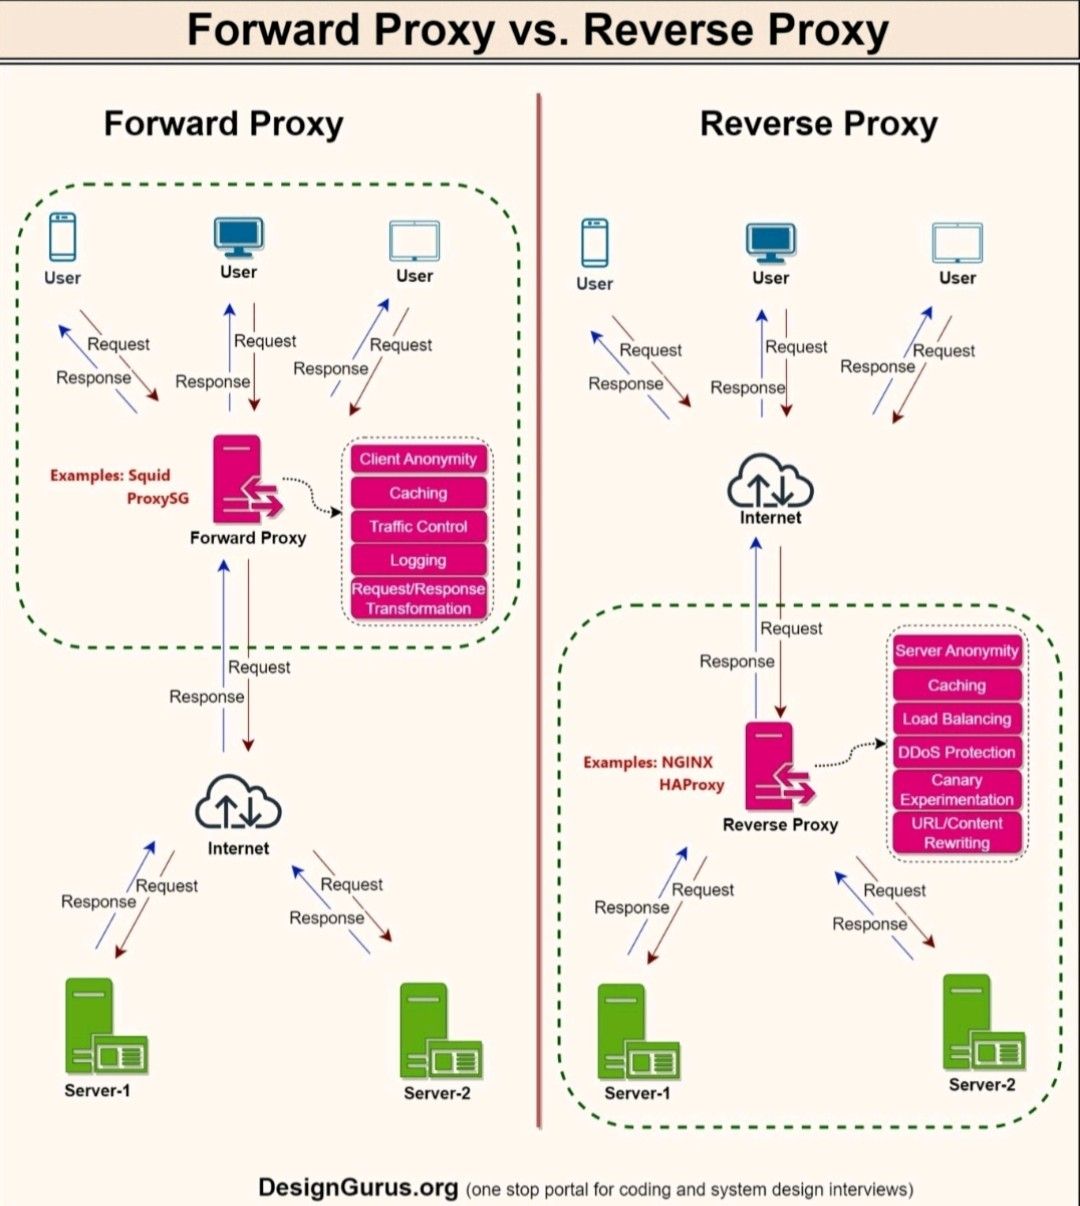 Forward Proxy vs. Reverse Proxy
Forward Proxy
User
User
User
Request
Response
Request
Response
Request
Response
Examples: Squid
ProxySG
Forward Proxy
Client Anonymity
Caching
Traffic Control
Logging
Request/Response
Transformation
Request
Response
Internet
Request
Response
Request
Response
Server-1
Server-2
Reverse Proxy
User
User
User
Request
Response
Request
Response
Request
Response
Internet
Request
Response
Examples: NGINX
HAProxy
Reverse Proxy
Server Anonymity
Caching
Load Balancing
DDoS Protection
Canary
Experimentation
URL/Content
Rewriting
Request
Response
Request
Response
Server-1
Server-2
DesignGurus.org (one stop portal for coding and system design interviews)